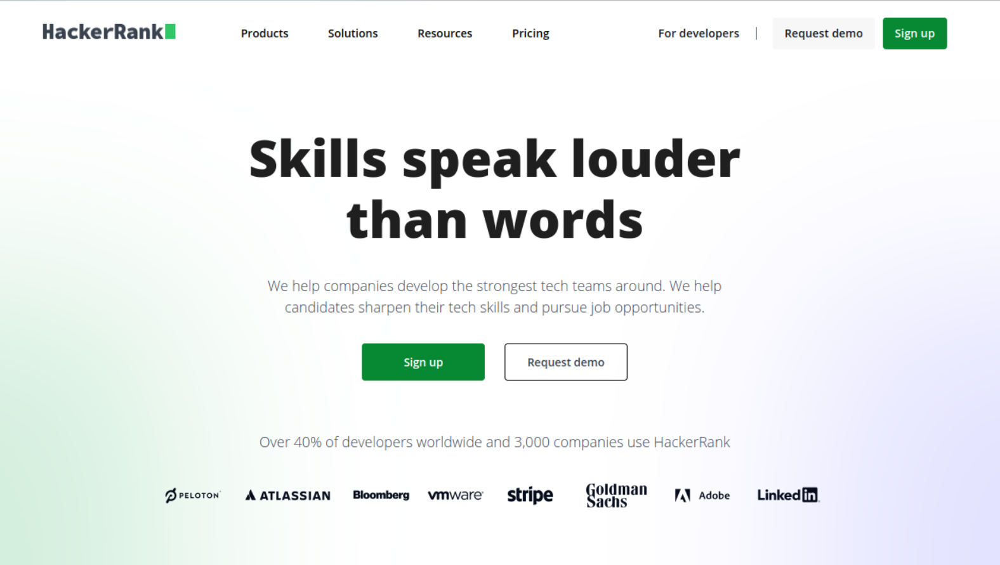 HackerRank
Products
Solutions
Resources
Pricing
For developers
Request demo
Sign up
Skills speak louder
than words
We help companies develop the strongest tech teams around. We help
candidates sharpen their tech skills and pursue job opportunities.
Sign up
Request demo
Over 40% of developers worldwide and 3,000 companies use HackerRank
PELOTON
ATLASSIAN
Bloomberg
vmware
stripe
Goldman
Sachs
Adobe
Linked in